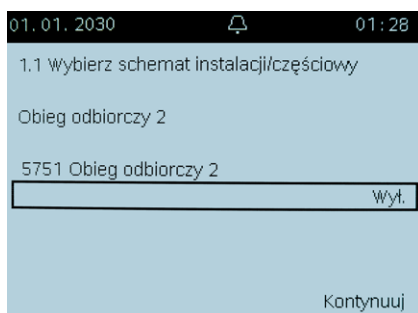 01.01.2030 01:28
1.1 Wybierz schemat instalacji/częściowy
Obieg odbiorczy 2
5751 Obieg odbiorczy 2
Wył.
Kontynuuj